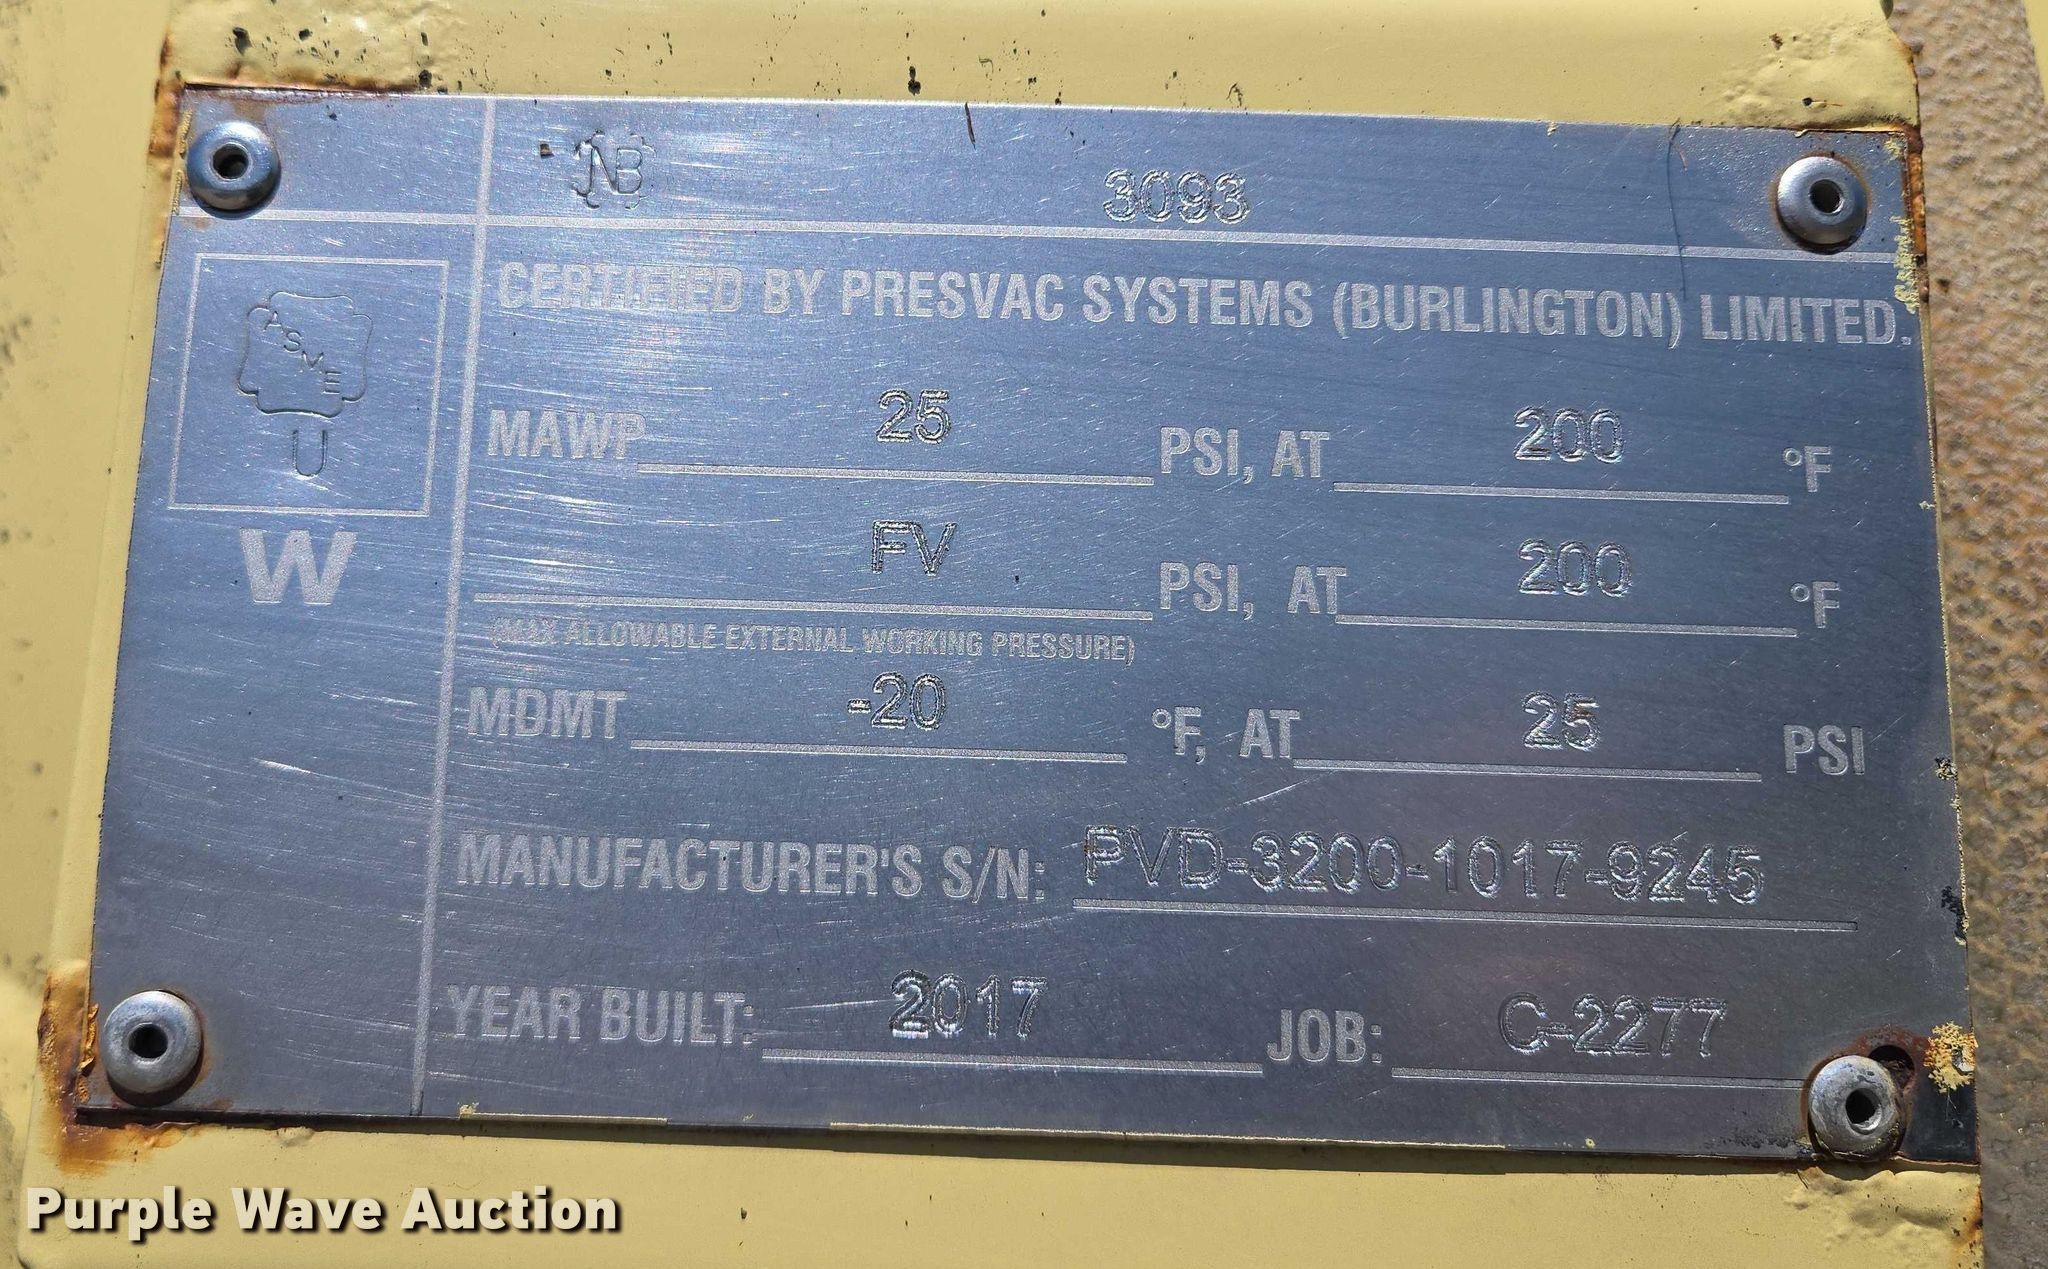 NB 3093
ASME
U
W
CERTIFIED BY PRESVAC SYSTEMS (BURLINGTON) LIMITED.
MAWP 25 PSI, AT 200 °F
FV PSI, AT 200 °F
(MAX ALLOWABLE EXTERNAL WORKING PRESSURE)
MDMT -20 °F, AT 25 PSI
MANUFACTURER'S S/N: PVD-3200-1017-9245
YEAR BUILT: 2017 JOB: C-2277
Purple Wave Auction